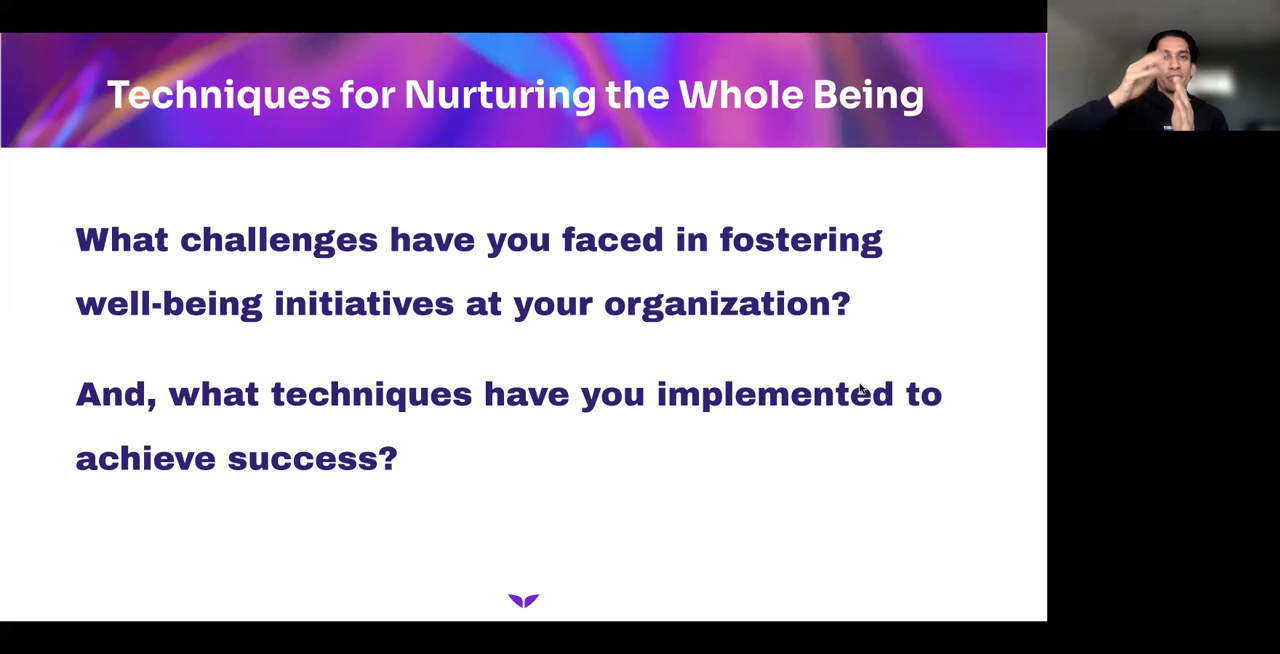 Techniques for Nurturing the Whole Being
What challenges have you faced in fostering
well-being initiatives at your organization?
And, what techniques have you implemented to
achieve success?